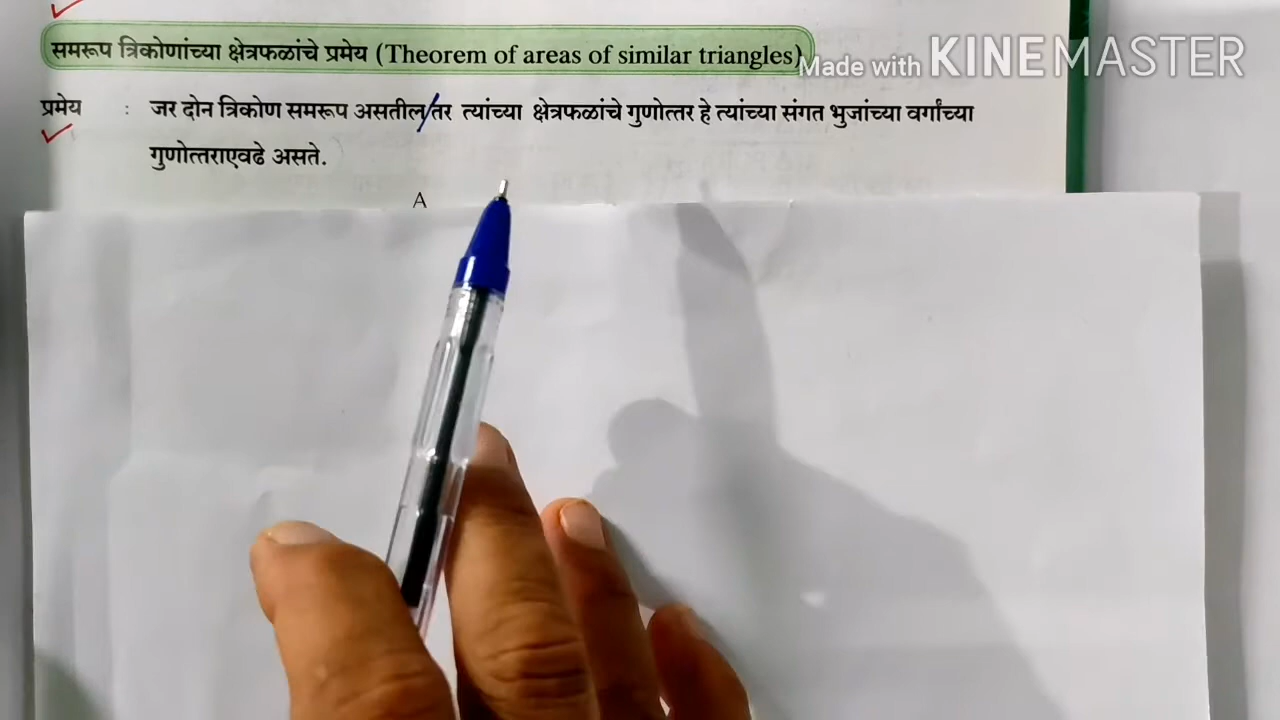 समरूप त्रिकोणांच्या क्षेत्रफळांचे प्रमेय (Theorem of areas of similar triangles)
Made with KINEMASTER
प्रमेय : जर दोन त्रिकोण समरूप असतील/तर त्यांच्या क्षेत्रफळांचे गुणोत्तर हे त्यांच्या संगत भुजांच्या वर्गांच्या
गुणोत्तराएवढे असते.
A